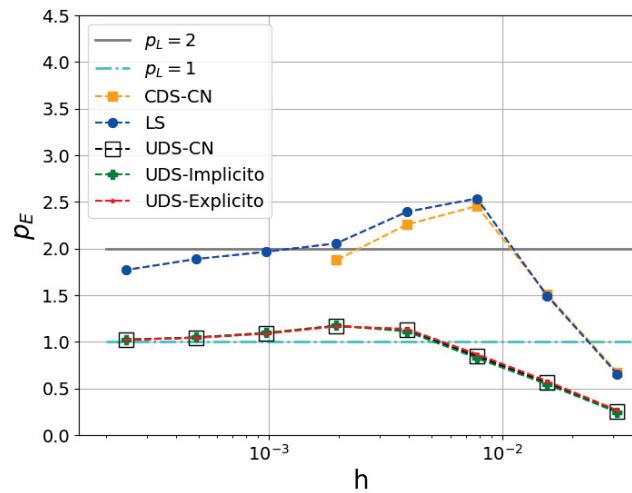 4.5
4.0
3.5
3.0
2.5
2.0
1.5
1.0
0.5
0.0
p_E
p_L = 2
p_L = 1
CDS-CN
LS
UDS-CN
UDS-Implicito
UDS-Explicito
10⁻³
10⁻²
h